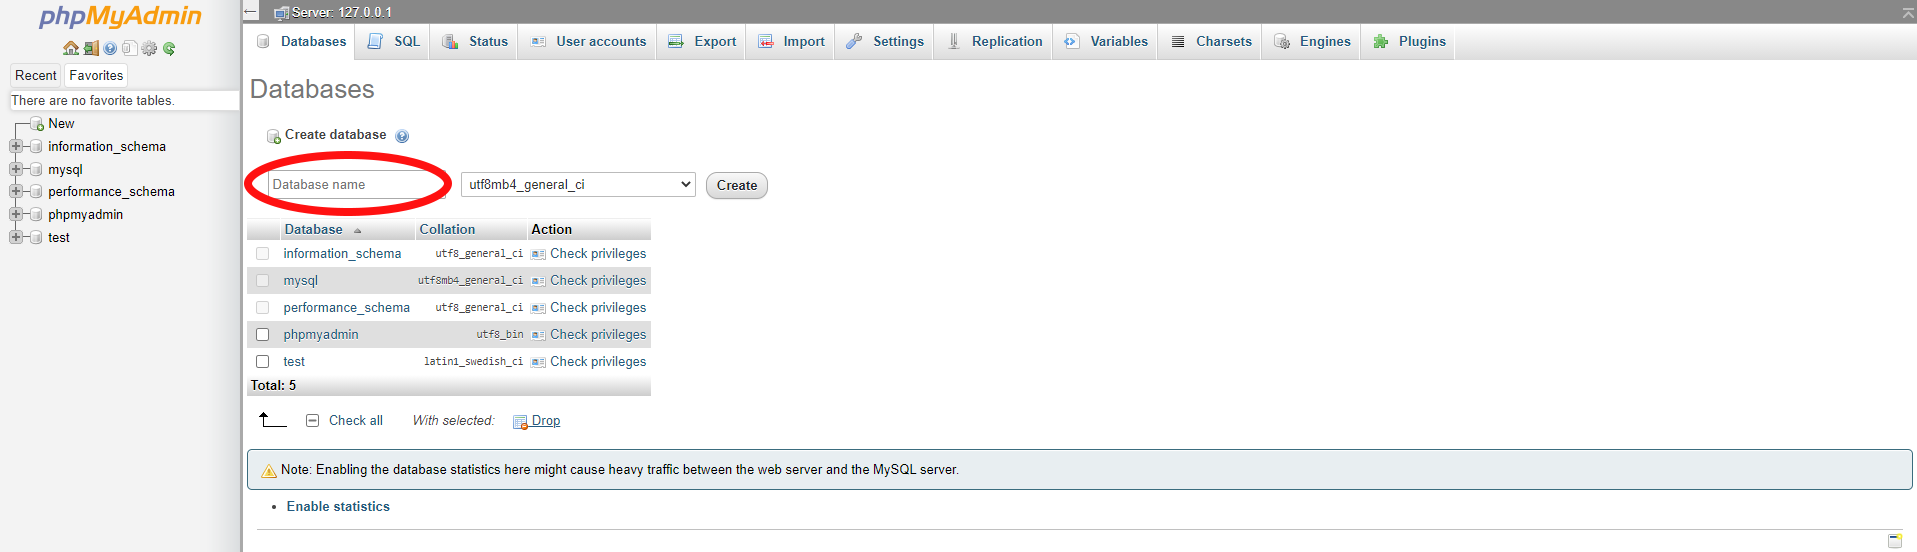 phpMyAdmin
Recent Favorites
There are no favorite tables.
New
information_schema
mysql
performance_schema
phpmyadmin
test
Server: 127.0.0.1
Databases SQL Status User accounts Export Import Settings Replication Variables Charsets Engines Plugins
Databases
Create database
Database name utf8mb4_general_ci Create
Database Collation Action
information_schema utf8_general_ci Check privileges
mysql utf8mb4_general_ci Check privileges
performance_schema utf8_general_ci Check privileges
phpmyadmin utf8_bin Check privileges
test latin1_swedish_ci Check privileges
Total: 5
Check all With selected: Drop
Note: Enabling the database statistics here might cause heavy traffic between the web server and the MySQL server.
• Enable statistics